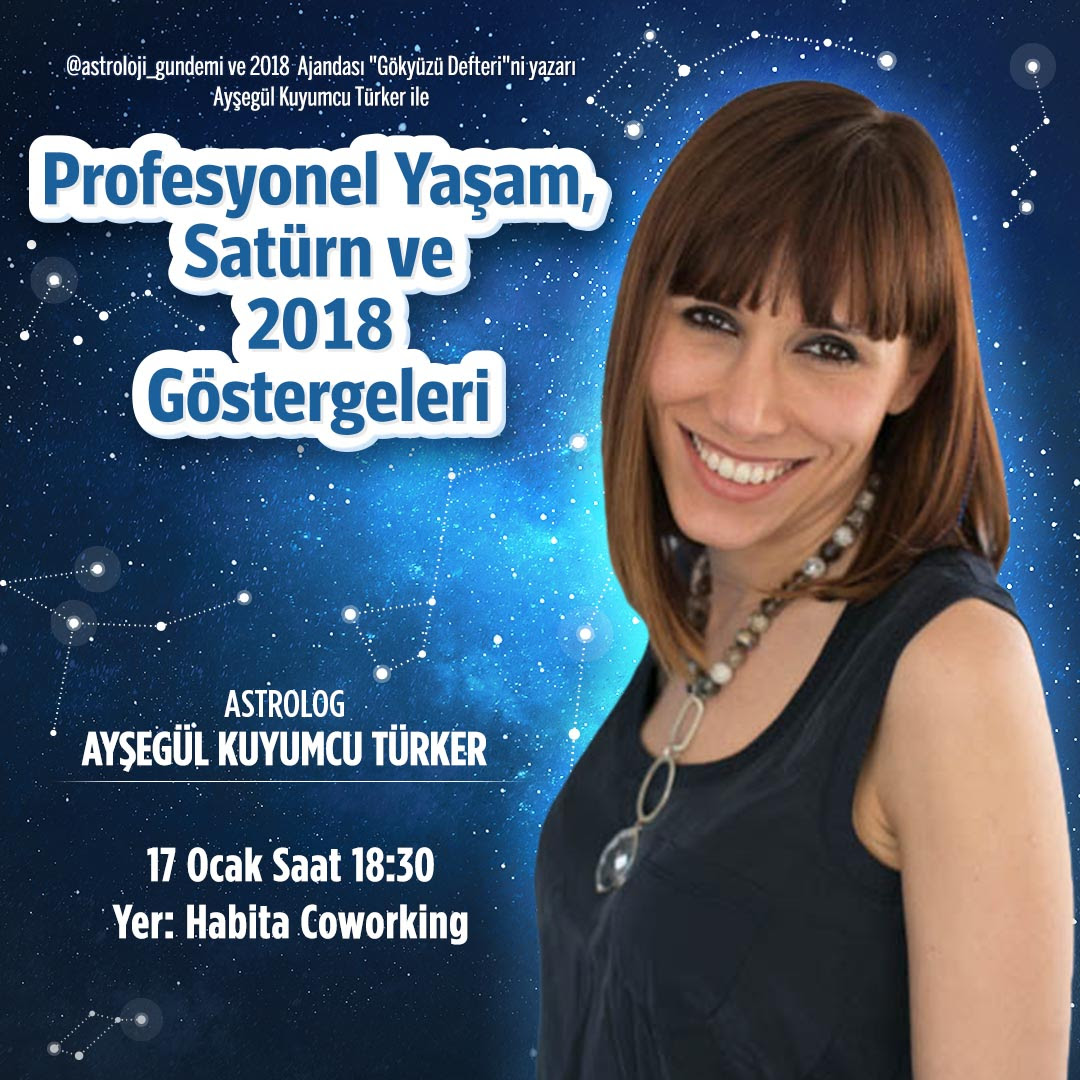 @astroloji_gundemi ve 2018 Ajandası "Gökyüzü Defteri"ni yazarı
Ayşegül Kuyumcu Türker ile
Profesyonel Yaşam,
Satürn ve
2018
Göstergeleri
ASTROLOG
AYŞEGÜL KUYUMCU TÜRKER
17 Ocak Saat 18:30
Yer: Habita Coworking